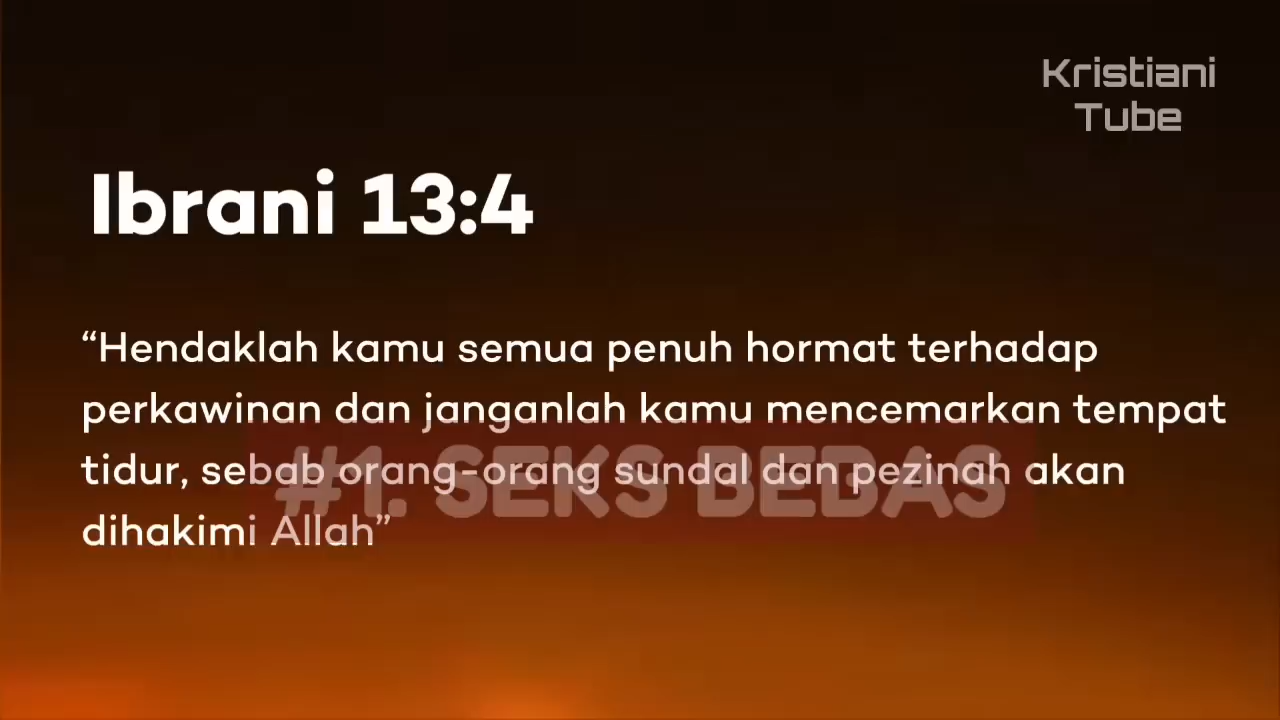 Kristiani
Tube
Ibrani 13:4
“Hendaklah kamu semua penuh hormat terhadap
perkawinan dan janganlah kamu mencemarkan tempat
tidur, sebab orang-orang sundal dan pezinah akan
#1. SEKS BEBAS
dihakimi Allah”